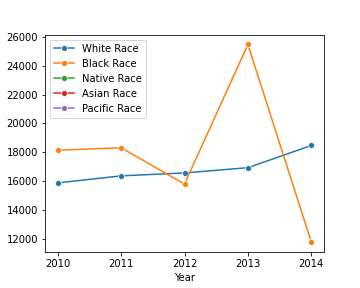 26000
24000
22000
20000
18000
16000
14000
12000
White Race
Black Race
Native Race
Asian Race
Pacific Race
2010 2011 2012 2013 2014
Year